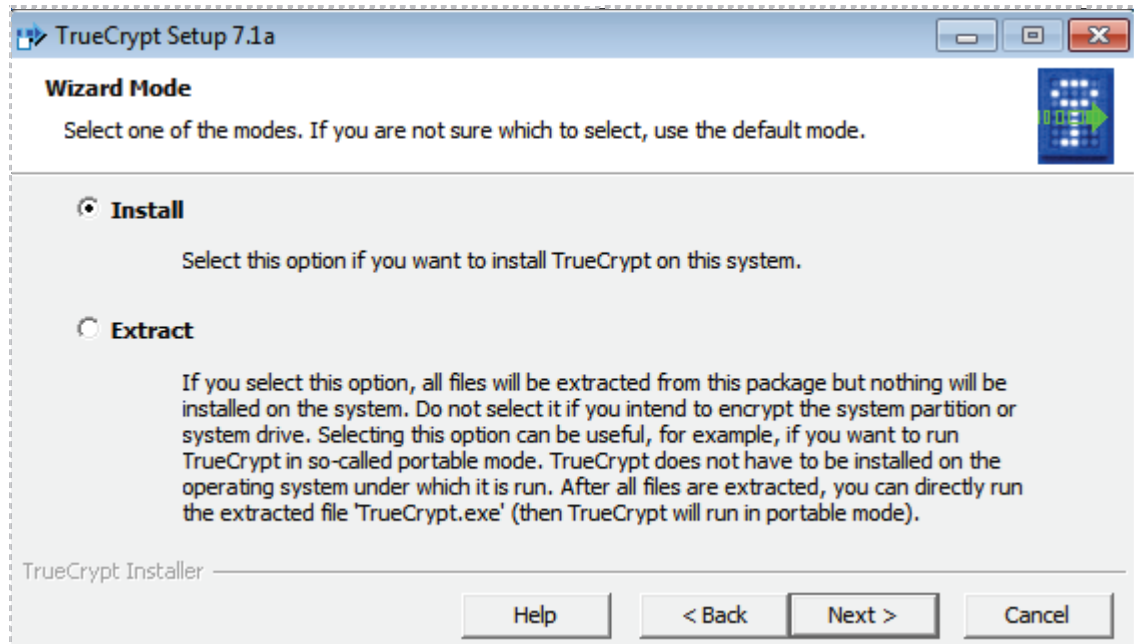 TrueCrypt Setup 7.1a
Wizard Mode
Select one of the modes. If you are not sure which to select, use the default mode.
Install
Select this option if you want to install TrueCrypt on this system.
Extract
If you select this option, all files will be extracted from this package but nothing will be
installed on the system. Do not select it if you intend to encrypt the system partition or
system drive. Selecting this option can be useful, for example, if you want to run
TrueCrypt in so-called portable mode. TrueCrypt does not have to be installed on the
operating system under which it is run. After all files are extracted, you can directly run
the extracted file 'TrueCrypt.exe' (then TrueCrypt will run in portable mode).
TrueCrypt Installer
Help
< Back
Next >
Cancel